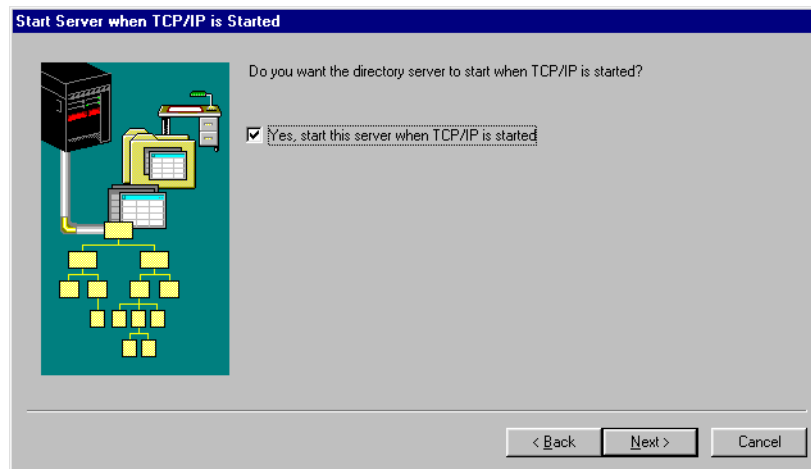 Start Server when TCP/IP is Started
Do you want the directory server to start when TCP/IP is started?
Yes, start this server when TCP/IP is started
< Back
Next >
Cancel